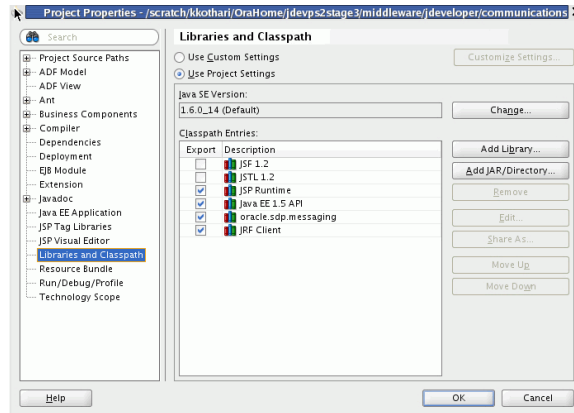 Project Properties - /scratch/kkothari/OraHome/jdevps2stage3/middleware/jdeveloper/communications
Search
Project Source Paths
ADF Model
ADF View
Ant
Business Components
Compiler
Dependencies
Deployment
EJB Module
Extension
Javadoc
Java EE Application
JSP Tag Libraries
JSP Visual Editor
Libraries and Classpath
Resource Bundle
Run/Debug/Profile
Technology Scope
Libraries and Classpath
Use Custom Settings
Customize Settings...
Use Project Settings
Java SE Version:
1.6.0_14 (Default)
Change...
Classpath Entries:
Export Description
JSF 1.2
JSTL 1.2
JSP Runtime
Java EE 1.5 API
oracle.sdp.messaging
JRF Client
Add Library...
Add JAR/Directory...
Remove
Edit...
Share As...
Move Up
Move Down
Help
OK
Cancel